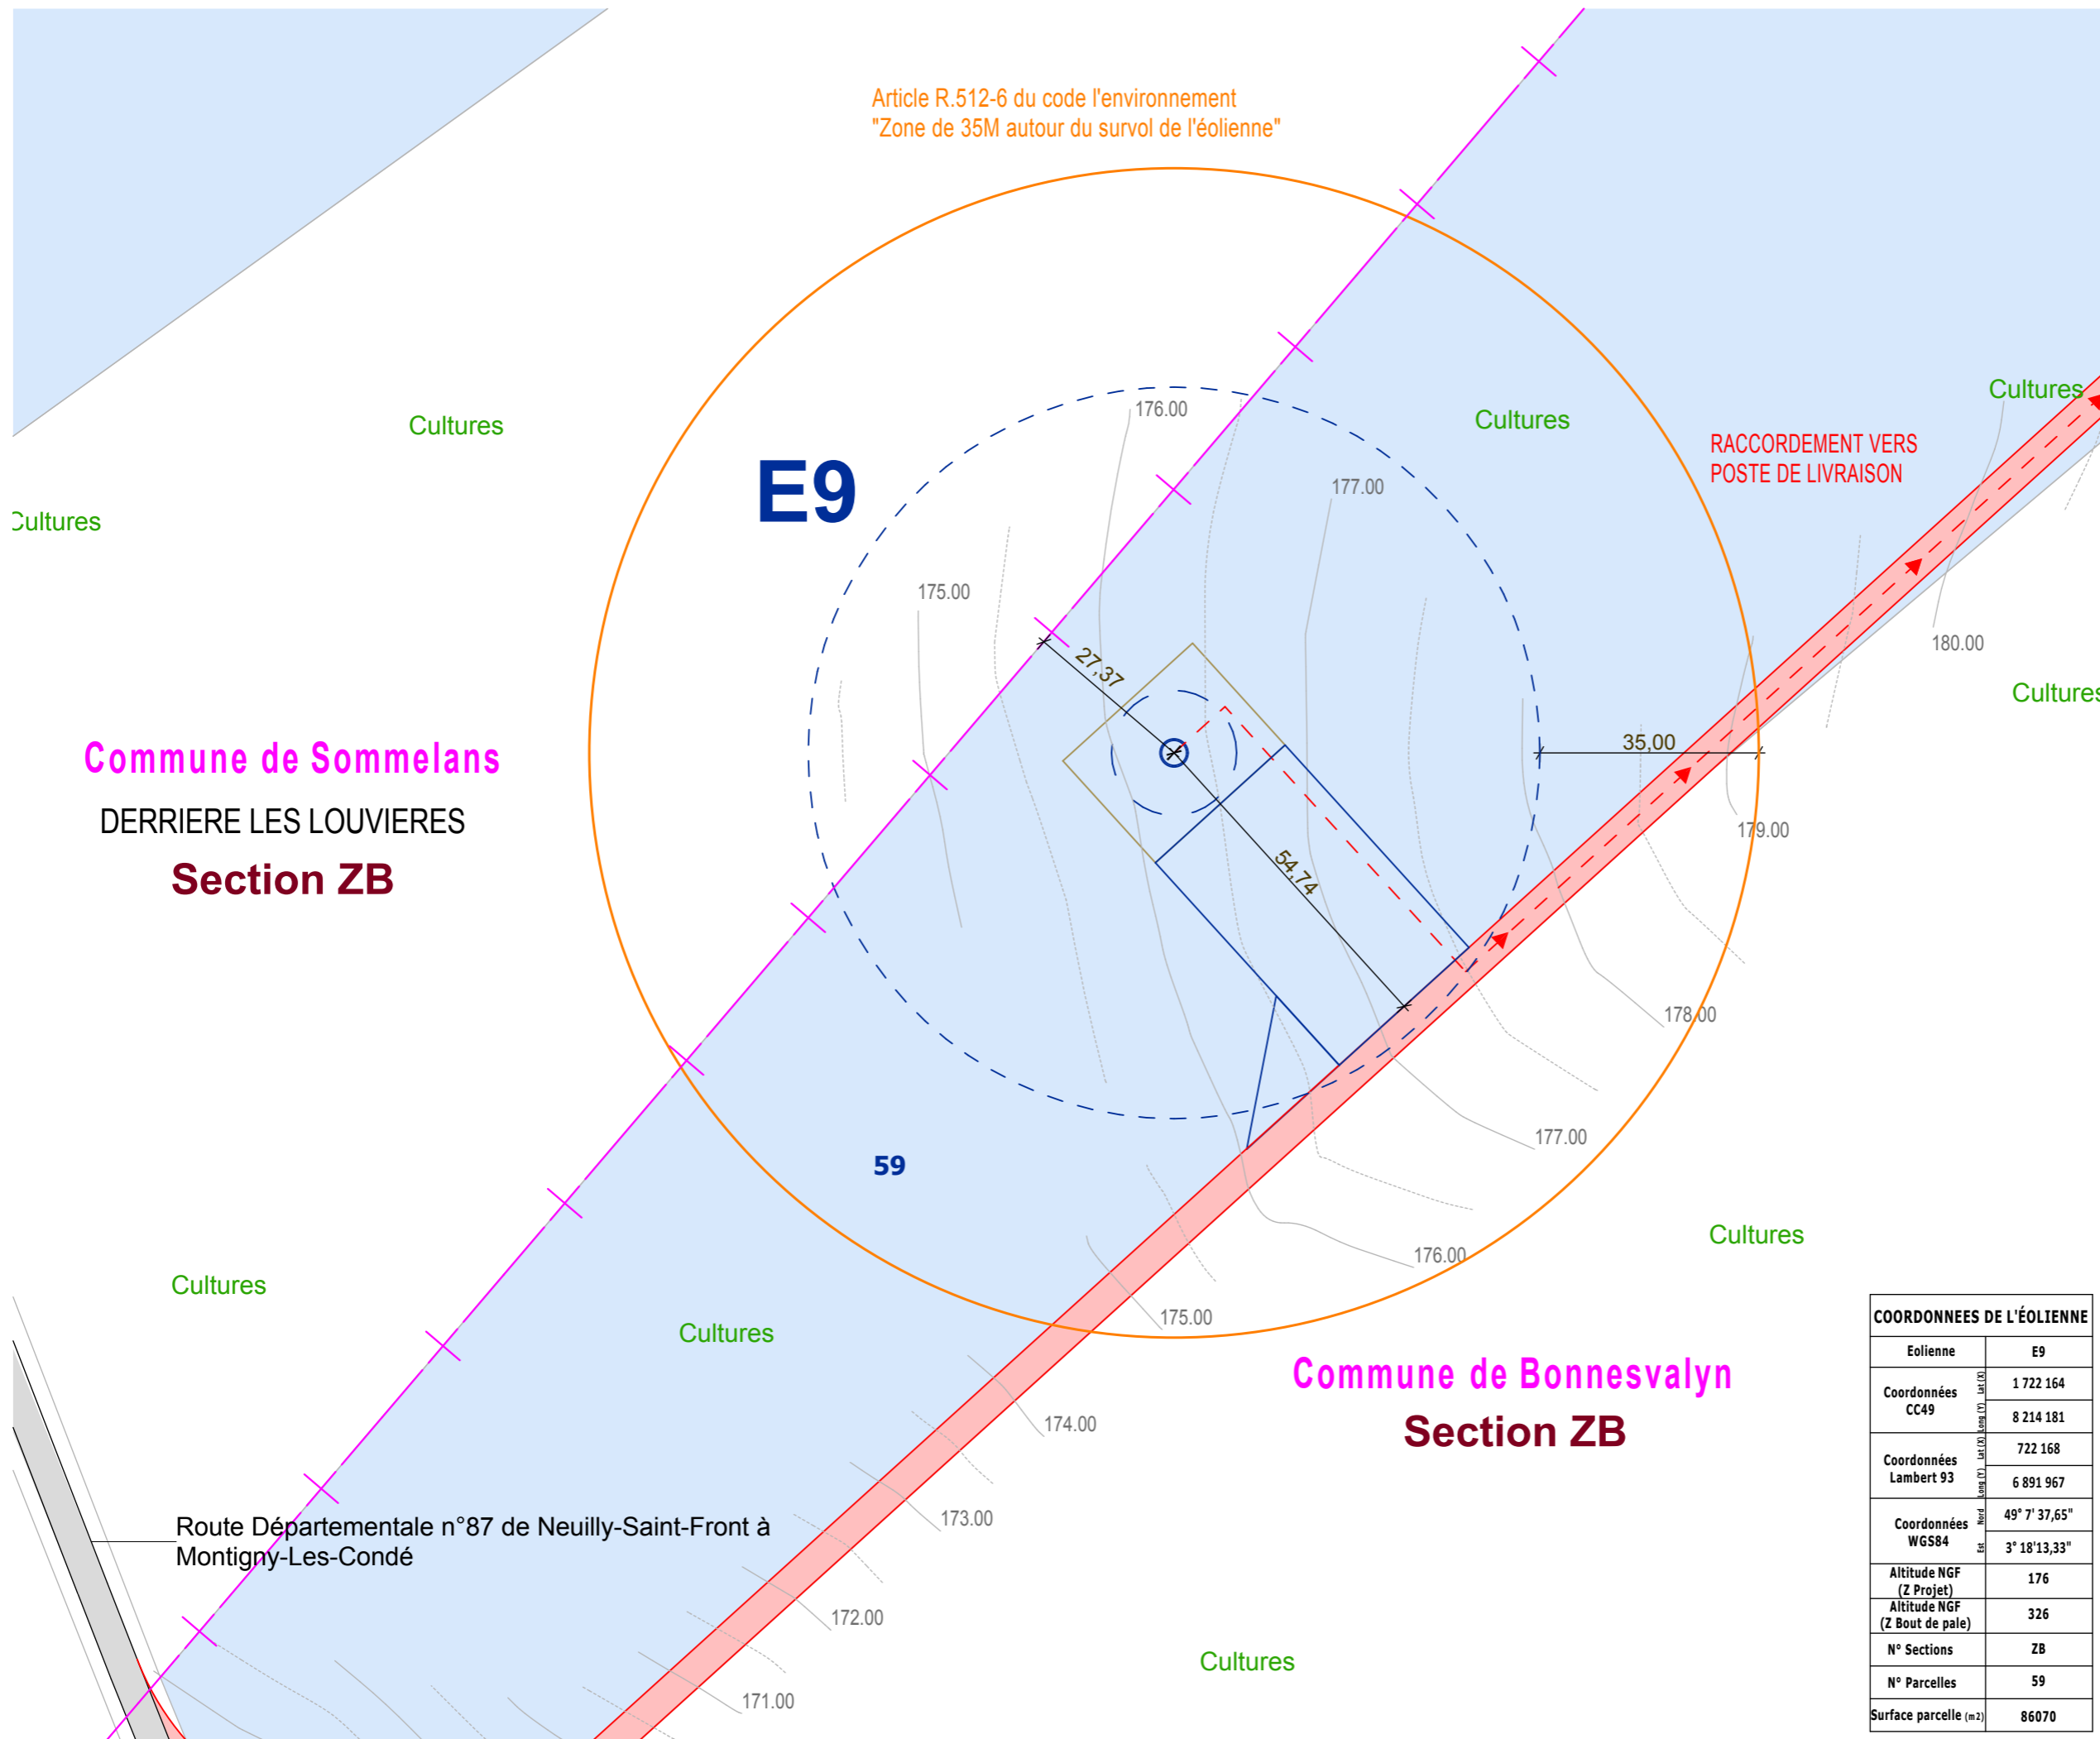 Article R.512-6 du code l'environnement
"Zone de 35M autour du survol de l'éolienne"
Cultures
Cultures
Cultures
Cultures
E9
176.00
177.00
RACCORDEMENT VERS
POSTE DE LIVRAISON
175.00
27,37
180.00
Cultures
35,00
Commune de Sommelans
DERRIERE LES LOUVIERES
Section ZB
179.00
54,74
178.00
177.00
59
Cultures
176.00
Cultures
175.00
Cultures
Commune de Bonnesvalyn
Section ZB
174.00
173.00
Route Départementale n°87 de Neuilly-Saint-Front à
Montigny-Les-Condé
172.00
Cultures
171.00
COORDONNEES DE L'ÉOLIENNE
Eolienne E9
Coordonnées CC49 Lat (X) 1 722 164
Long (Y) 8 214 181
Coordonnées Lambert 93 Lat (X) 722 168
Long (Y) 6 891 967
Coordonnées WGS84 Nord 49° 7' 37,65"
Est 3° 18'13,33"
Altitude NGF (Z Projet) 176
Altitude NGF (Z Bout de pale) 326
N° Sections ZB
N° Parcelles 59
Surface parcelle (m2) 86070